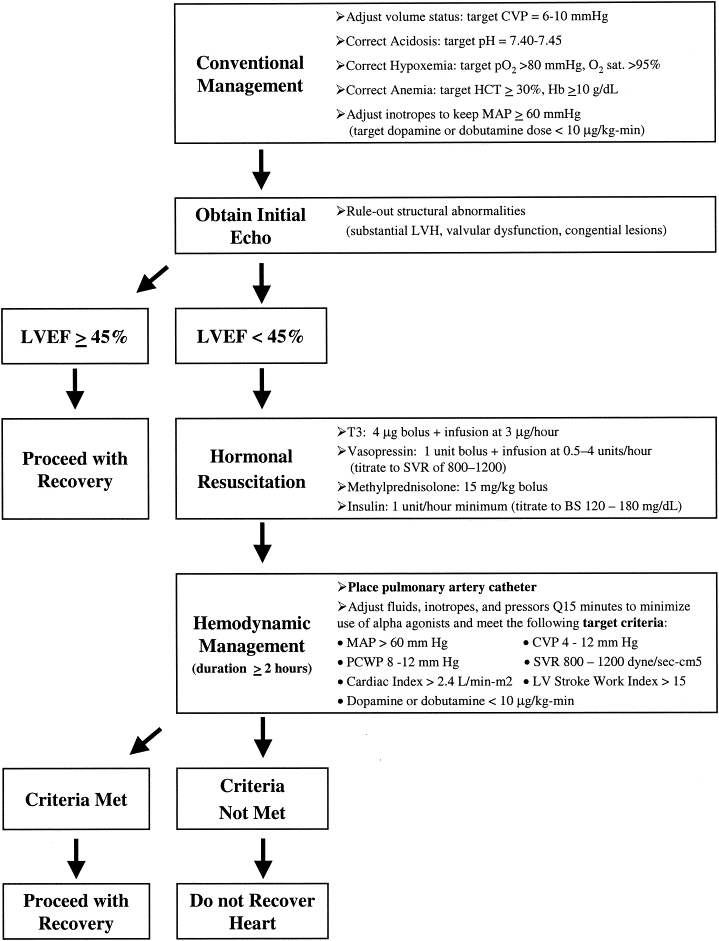 Conventional
Management
➢Adjust volume status: target CVP = 6-10 mmHg
➢Correct Acidosis: target pH = 7.40-7.45
➢Correct Hypoxemia: target pO2 >80 mmHg, O2 sat. >95%
➢Correct Anemia: target HCT ≥ 30%, Hb ≥10 g/dL
➢Adjust inotropes to keep MAP ≥ 60 mmHg
(target dopamine or dobutamine dose < 10 µg/kg-min)
Obtain Initial
Echo
➢Rule-out structural abnormalities
(substantial LVH, valvular dysfunction, congential lesions)
LVEF ≥ 45%
LVEF < 45%
Proceed with
Recovery
Hormonal
Resuscitation
➢T3: 4 µg bolus + infusion at 3 µg/hour
➢Vasopressin: 1 unit bolus + infusion at 0.5–4 units/hour
(titrate to SVR of 800–1200)
➢Methylprednisolone: 15 mg/kg bolus
➢Insulin: 1 unit/hour minimum (titrate to BS 120 – 180 mg/dL)
Hemodynamic
Management
(duration ≥ 2 hours)
➢Place pulmonary artery catheter
➢Adjust fluids, inotropes, and pressors Q15 minutes to minimize
use of alpha agonists and meet the following target criteria:
• MAP > 60 mm Hg • CVP 4 - 12 mm Hg
• PCWP 8 -12 mm Hg • SVR 800 – 1200 dyne/sec-cm5
• Cardiac Index > 2.4 L/min-m2 • LV Stroke Work Index > 15
• Dopamine or dobutamine < 10 µg/kg-min
Criteria Met
Criteria
Not Met
Proceed with
Recovery
Do not Recover
Heart